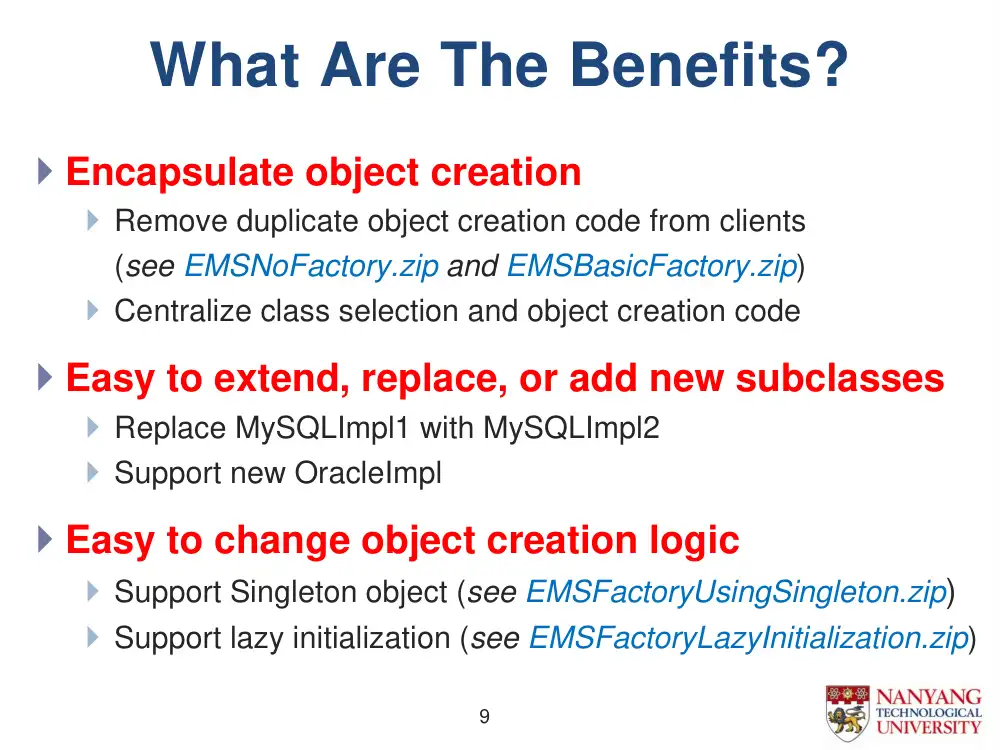 What Are The Benefits?
Encapsulate object creation
Remove duplicate object creation code from clients
(see EMSNoFactory.zip and EMSBasicFactory.zip)
Centralize class selection and object creation code
Easy to extend, replace, or add new subclasses
Replace MySQLImpl1 with MySQLImpl2
Support new OracleImpl
Easy to change object creation logic
Support Singleton object (see EMSFactoryUsingSingleton.zip)
Support lazy initialization (see EMSFactoryLazyInitialization.zip)
9
NANYANG
TECHNOLOGICAL
UNIVERSITY